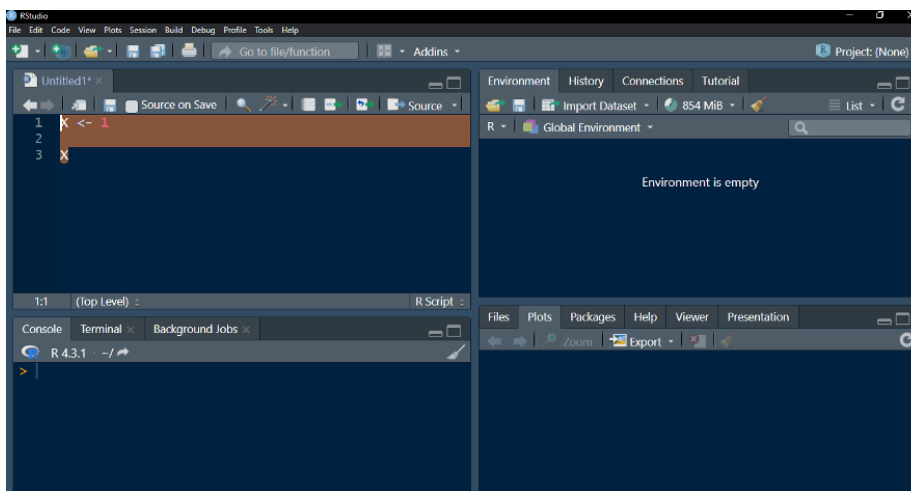 RStudio
File Edit Code View Plots Session Build Debug Profile Tools Help
Go to file/function Addins Project: (None)
Untitled1*
Source on Save Source
1 X <- 1
2
3 X
1:1 (Top Level) R Script
Console Terminal Background Jobs
R 4.3.1 · ~/
>
Environment History Connections Tutorial
Import Dataset 854 MiB List
R Global Environment
Environment is empty
Files Plots Packages Help Viewer Presentation
Zoom Export